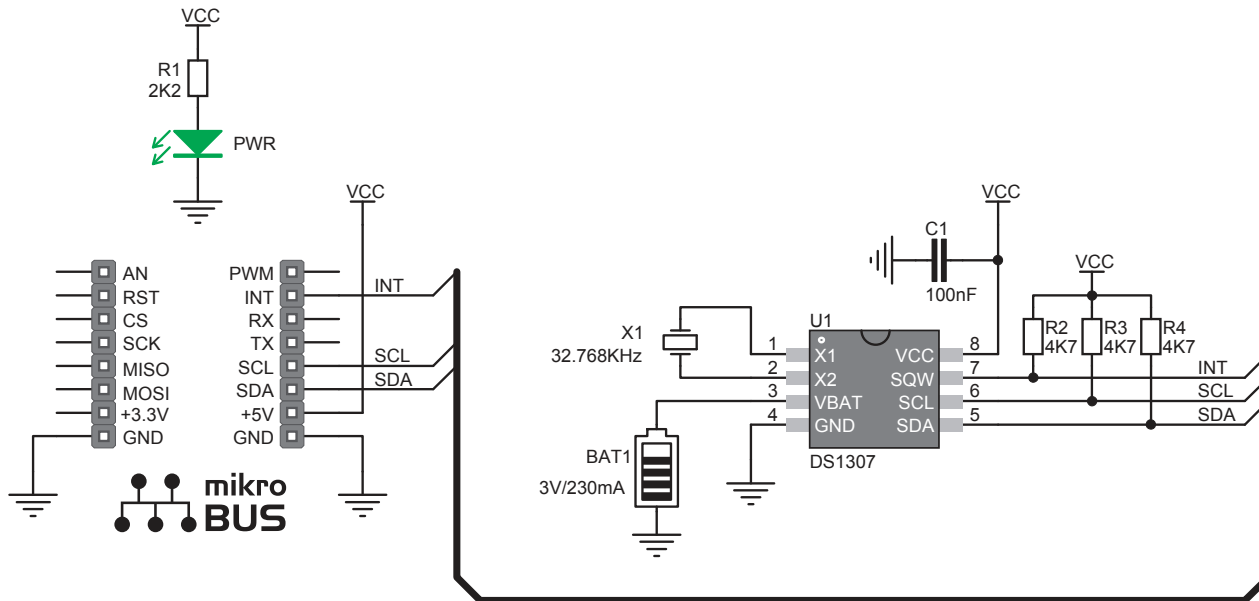 VCC
R1
2K2
PWR
VCC
AN
RST
CS
SCK
MISO
MOSI
+3.3V
GND
PWM
INT
RX
TX
SCL
SDA
+5V
GND
INT
SCL
SDA
mikro
BUS
VCC
C1
100nF
VCC
R2
4K7
R3
4K7
R4
4K7
X1
32.768KHz
U1
1
2
3
4
X1
X2
VBAT
GND
VCC
SQW
SCL
SDA
8
7
6
5
DS1307
BAT1
3V/230mA
INT
SCL
SDA